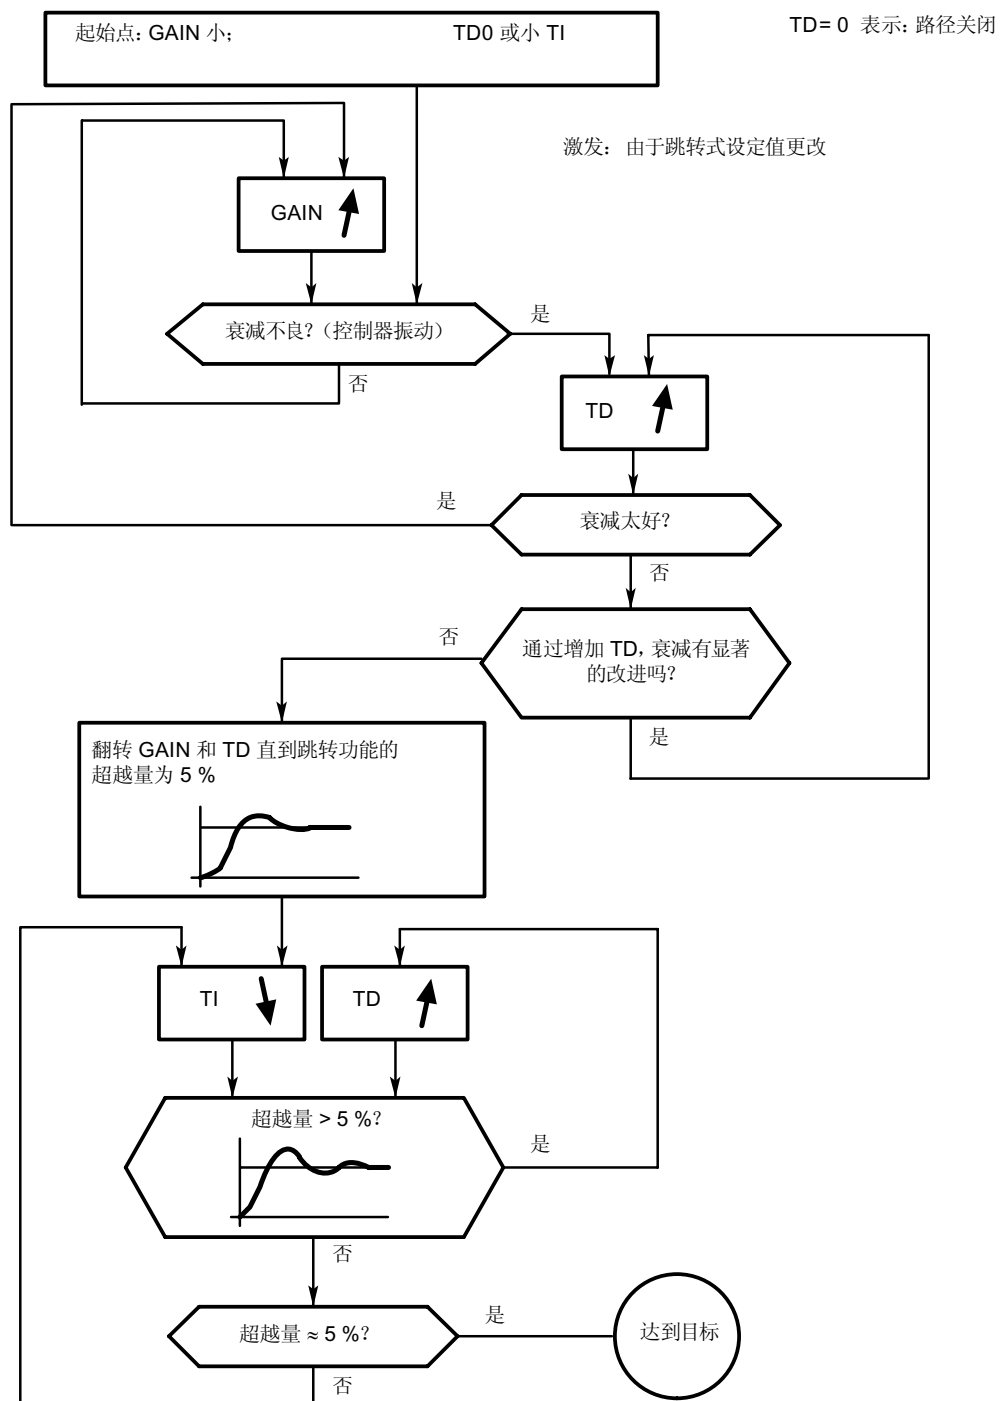 起始点: GAIN 小; TD0 或小 TI
TD= 0 表示: 路径关闭
激发: 由于跳转式设定值更改
GAIN
衰减不良?(控制器振动)
是
否
TD
是
衰减太好?
否
否
通过增加 TD, 衰减有显著
的改进吗?
是
翻转 GAIN 和 TD 直到跳转功能的
超越量为 5 %
TI
TD
超越量 > 5 %?
是
否
超越量 ≈ 5 %?
是
达到目标
否